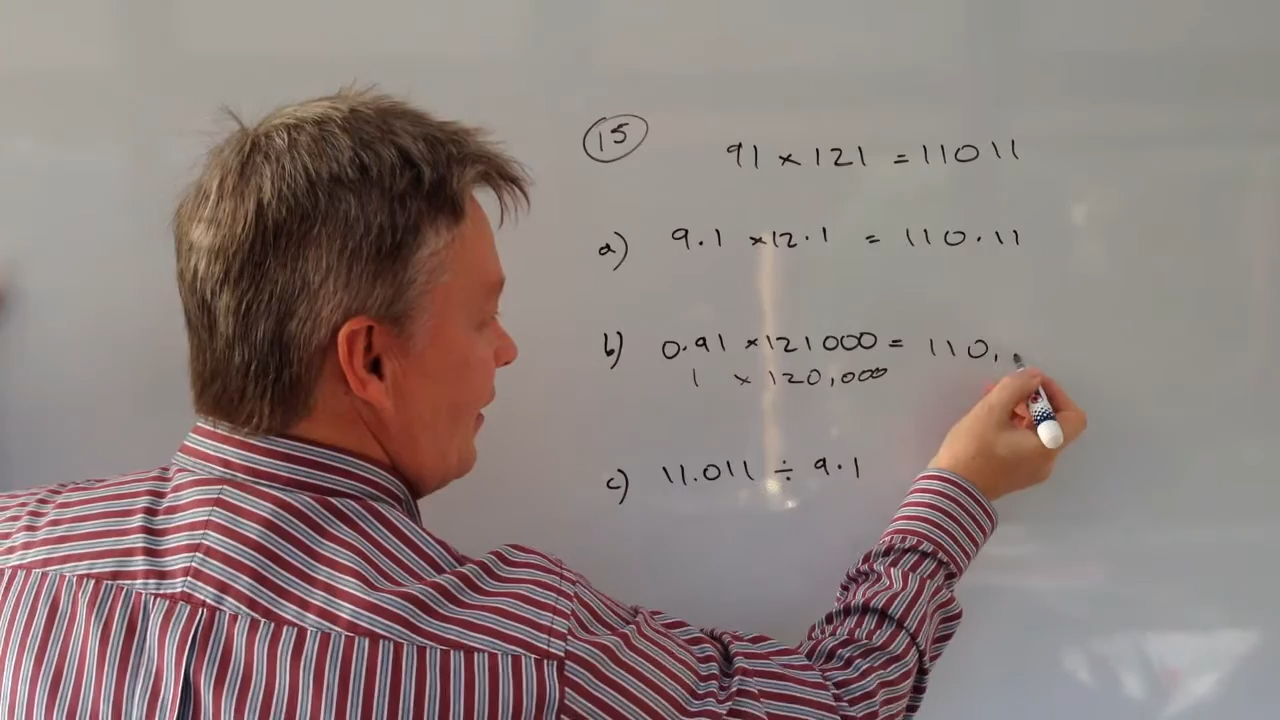 15
91 × 121 = 11011
a) 9.1 × 12.1 = 110.11
b) 0.91 × 121000 = 110,
1 × 120,000
c) 11.011 ÷ 9.1